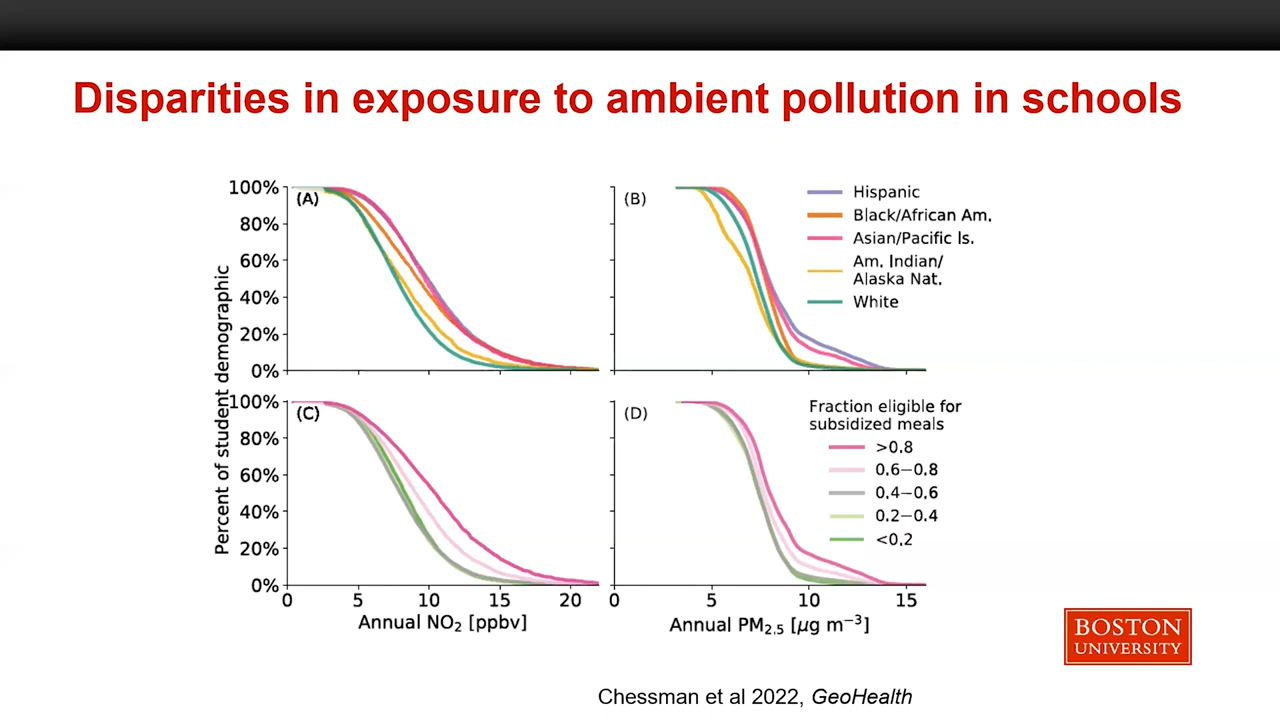 Disparities in exposure to ambient pollution in schools
Percent of student demographic
100%
80%
60%
40%
20%
0%
(A)
(B)
Hispanic
Black/African Am.
Asian/Pacific Is.
Am. Indian/
Alaska Nat.
White
100%
80%
60%
40%
20%
0%
(C)
(D)
Fraction eligible for
subsidized meals
>0.8
0.6−0.8
0.4−0.6
0.2−0.4
<0.2
0 5 10 15 20
Annual NO₂ [ppbv]
0 5 10 15
Annual PM₂.₅ [μg m⁻³]
BOSTON
UNIVERSITY
Chessman et al 2022, GeoHealth